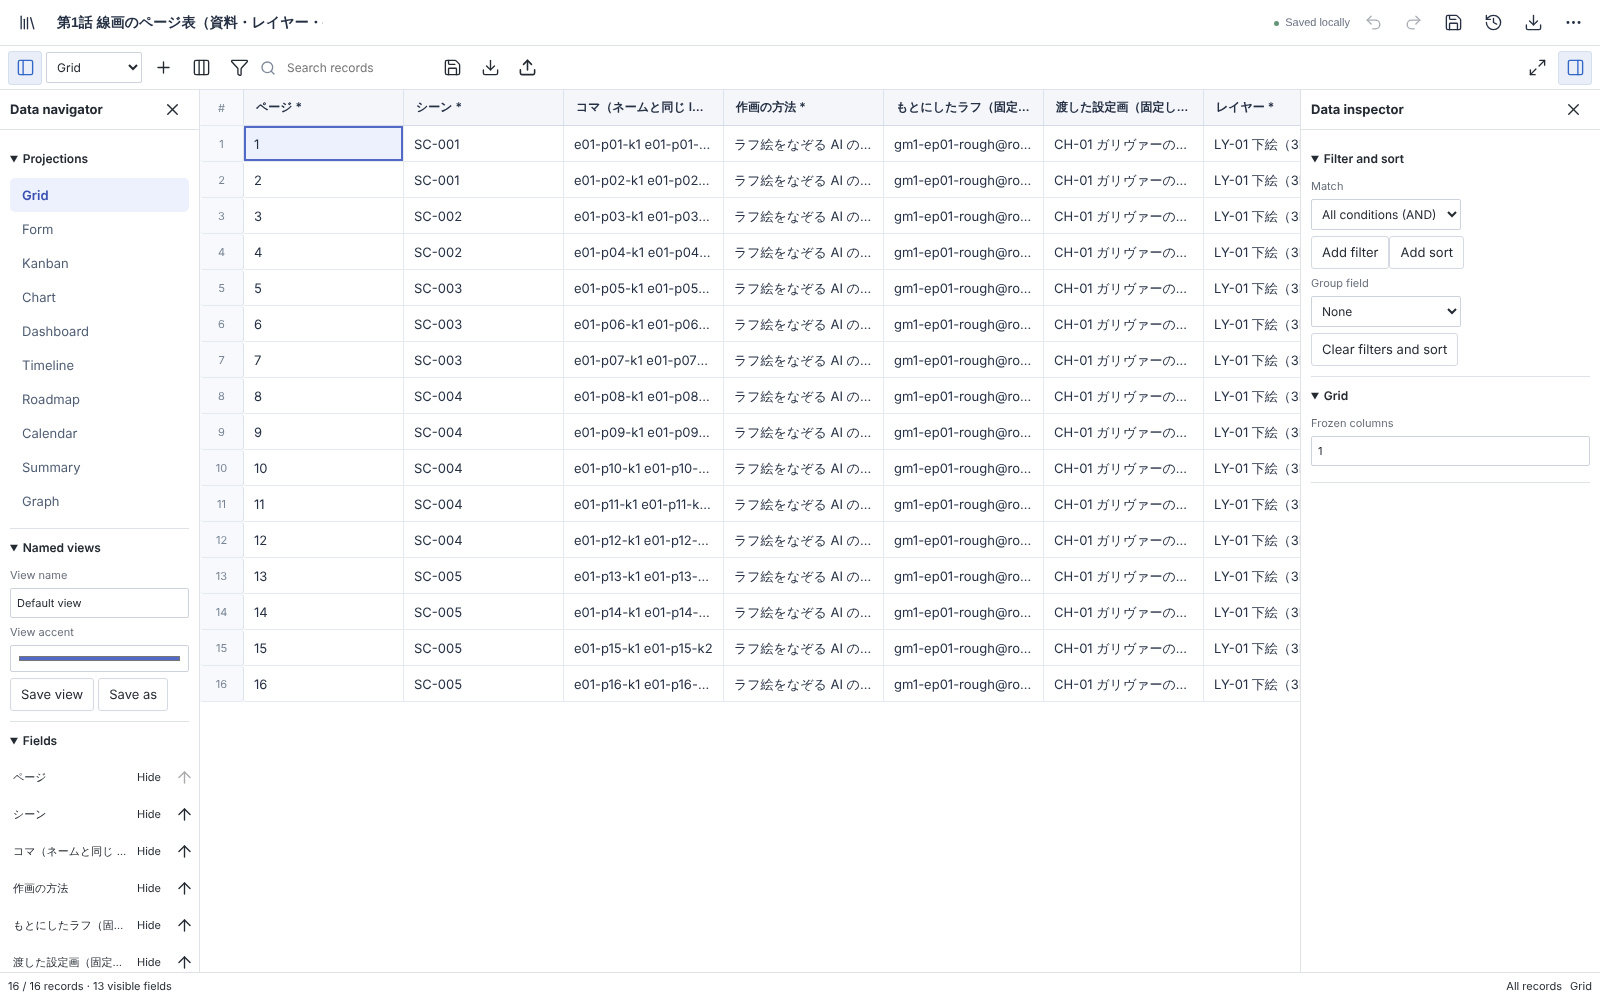 第1話 線画のページ表（資料・レイヤー・
Saved locally
Grid
Search records
Data navigator
Projections
Grid
Form
Kanban
Chart
Dashboard
Timeline
Roadmap
Calendar
Summary
Graph
Named views
View name
Default view
View accent
Save view Save as
Fields
ページ Hide
シーン Hide
コマ（ネームと同じ ... Hide
作画の方法 Hide
もとにしたラフ（固... Hide
渡した設定画（固定... Hide
# ページ * シーン * コマ（ネームと同じ I... 作画の方法 * もとにしたラフ（固定... 渡した設定画（固定し... レイヤー *
1 1 SC-001 e01-p01-k1 e01-p01-... ラフ絵をなぞる AI の... gm1-ep01-rough@ro... CH-01 ガリヴァーの... LY-01 下絵（3
2 2 SC-001 e01-p02-k1 e01-p02... ラフ絵をなぞる AI の... gm1-ep01-rough@ro... CH-01 ガリヴァーの... LY-01 下絵（3
3 3 SC-002 e01-p03-k1 e01-p03... ラフ絵をなぞる AI の... gm1-ep01-rough@ro... CH-01 ガリヴァーの... LY-01 下絵（3
4 4 SC-002 e01-p04-k1 e01-p04... ラフ絵をなぞる AI の... gm1-ep01-rough@ro... CH-01 ガリヴァーの... LY-01 下絵（3
5 5 SC-003 e01-p05-k1 e01-p05... ラフ絵をなぞる AI の... gm1-ep01-rough@ro... CH-01 ガリヴァーの... LY-01 下絵（3
6 6 SC-003 e01-p06-k1 e01-p06... ラフ絵をなぞる AI の... gm1-ep01-rough@ro... CH-01 ガリヴァーの... LY-01 下絵（3
7 7 SC-003 e01-p07-k1 e01-p07... ラフ絵をなぞる AI の... gm1-ep01-rough@ro... CH-01 ガリヴァーの... LY-01 下絵（3
8 8 SC-004 e01-p08-k1 e01-p08... ラフ絵をなぞる AI の... gm1-ep01-rough@ro... CH-01 ガリヴァーの... LY-01 下絵（3
9 9 SC-004 e01-p09-k1 e01-p09... ラフ絵をなぞる AI の... gm1-ep01-rough@ro... CH-01 ガリヴァーの... LY-01 下絵（3
10 10 SC-004 e01-p10-k1 e01-p10-... ラフ絵をなぞる AI の... gm1-ep01-rough@ro... CH-01 ガリヴァーの... LY-01 下絵（3
11 11 SC-004 e01-p11-k1 e01-p11-k... ラフ絵をなぞる AI の... gm1-ep01-rough@ro... CH-01 ガリヴァーの... LY-01 下絵（3
12 12 SC-004 e01-p12-k1 e01-p12-... ラフ絵をなぞる AI の... gm1-ep01-rough@ro... CH-01 ガリヴァーの... LY-01 下絵（3
13 13 SC-005 e01-p13-k1 e01-p13-... ラフ絵をなぞる AI の... gm1-ep01-rough@ro... CH-01 ガリヴァーの... LY-01 下絵（3
14 14 SC-005 e01-p14-k1 e01-p14-... ラフ絵をなぞる AI の... gm1-ep01-rough@ro... CH-01 ガリヴァーの... LY-01 下絵（3
15 15 SC-005 e01-p15-k1 e01-p15-k2 ラフ絵をなぞる AI の... gm1-ep01-rough@ro... CH-01 ガリヴァーの... LY-01 下絵（3
16 16 SC-005 e01-p16-k1 e01-p16-... ラフ絵をなぞる AI の... gm1-ep01-rough@ro... CH-01 ガリヴァーの... LY-01 下絵（3
Data inspector
Filter and sort
Match
All conditions (AND)
Add filter Add sort
Group field
None
Clear filters and sort
Grid
Frozen columns
1
16 / 16 records · 13 visible fields
All records Grid